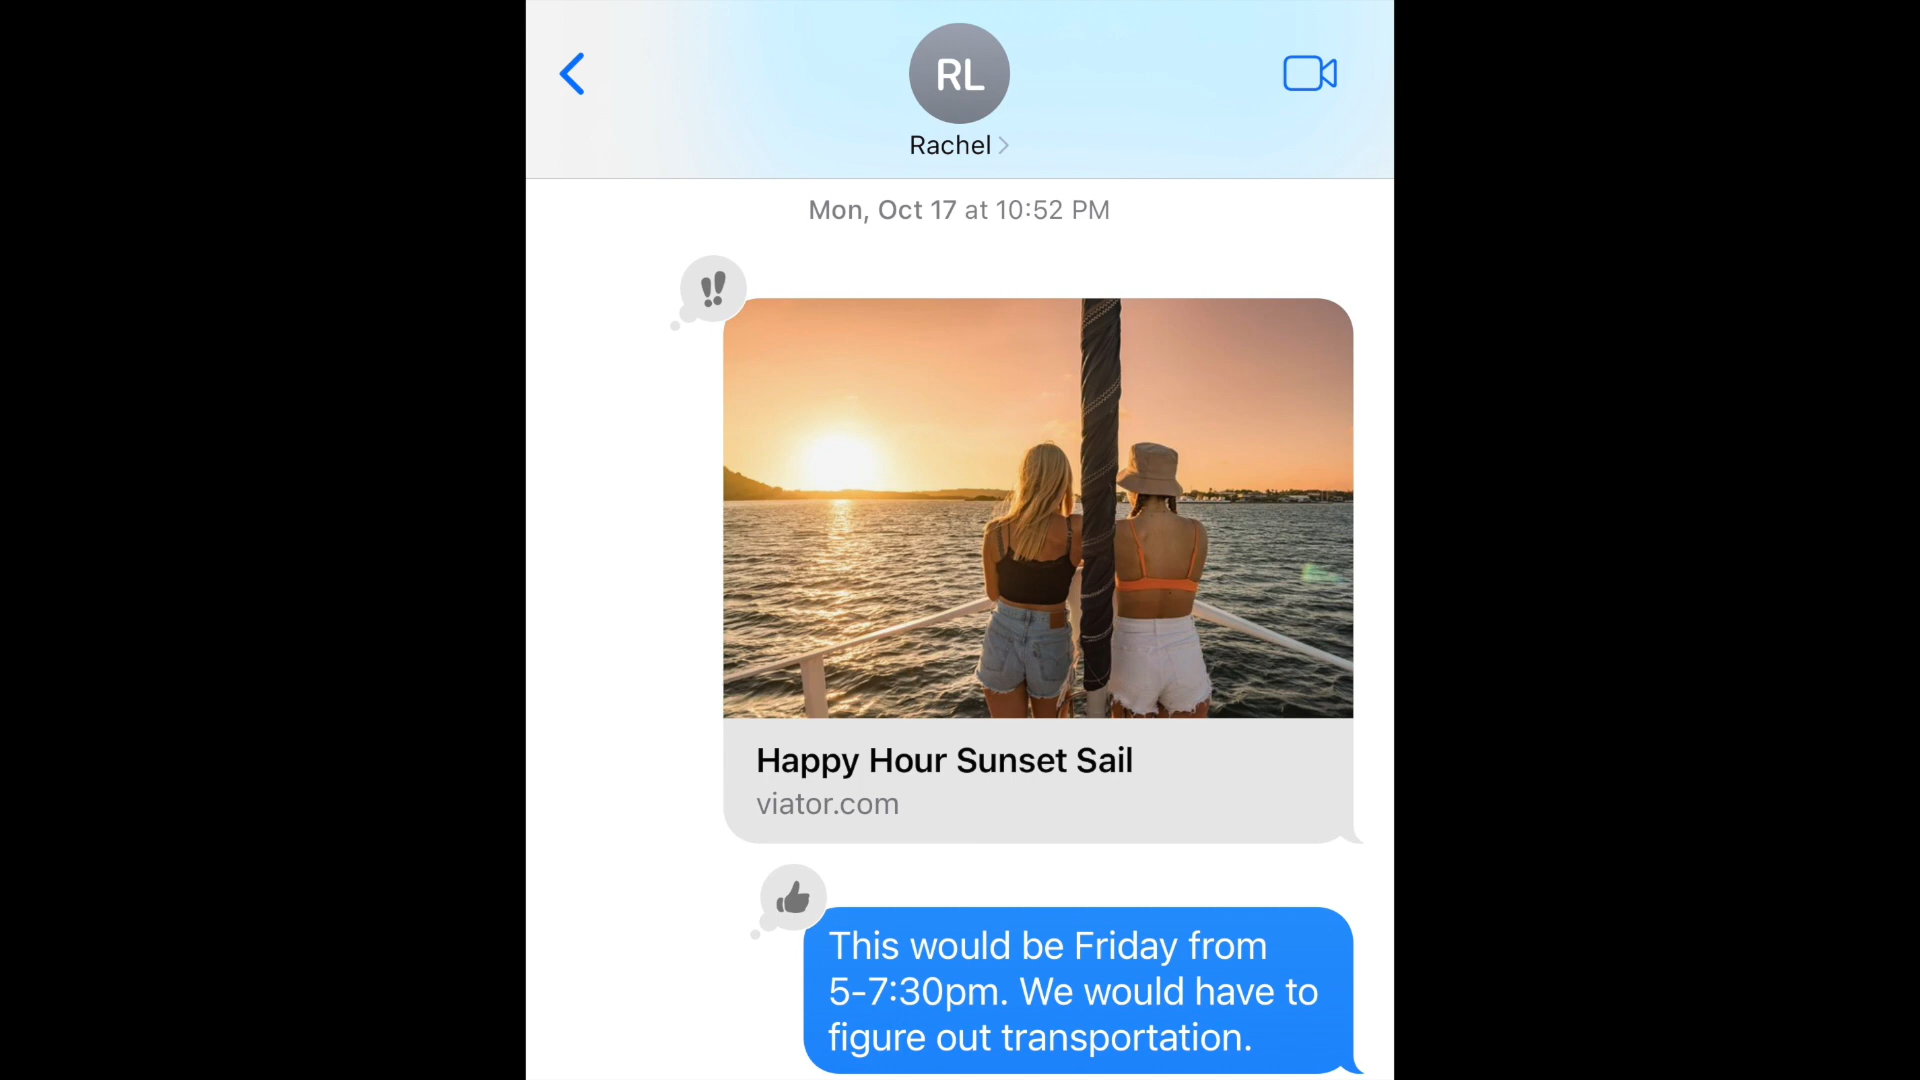 RL
Rachel
Mon, Oct 17 at 10:52 PM
!!
Happy Hour Sunset Sail
viator.com
This would be Friday from
5-7:30pm. We would have to
figure out transportation.